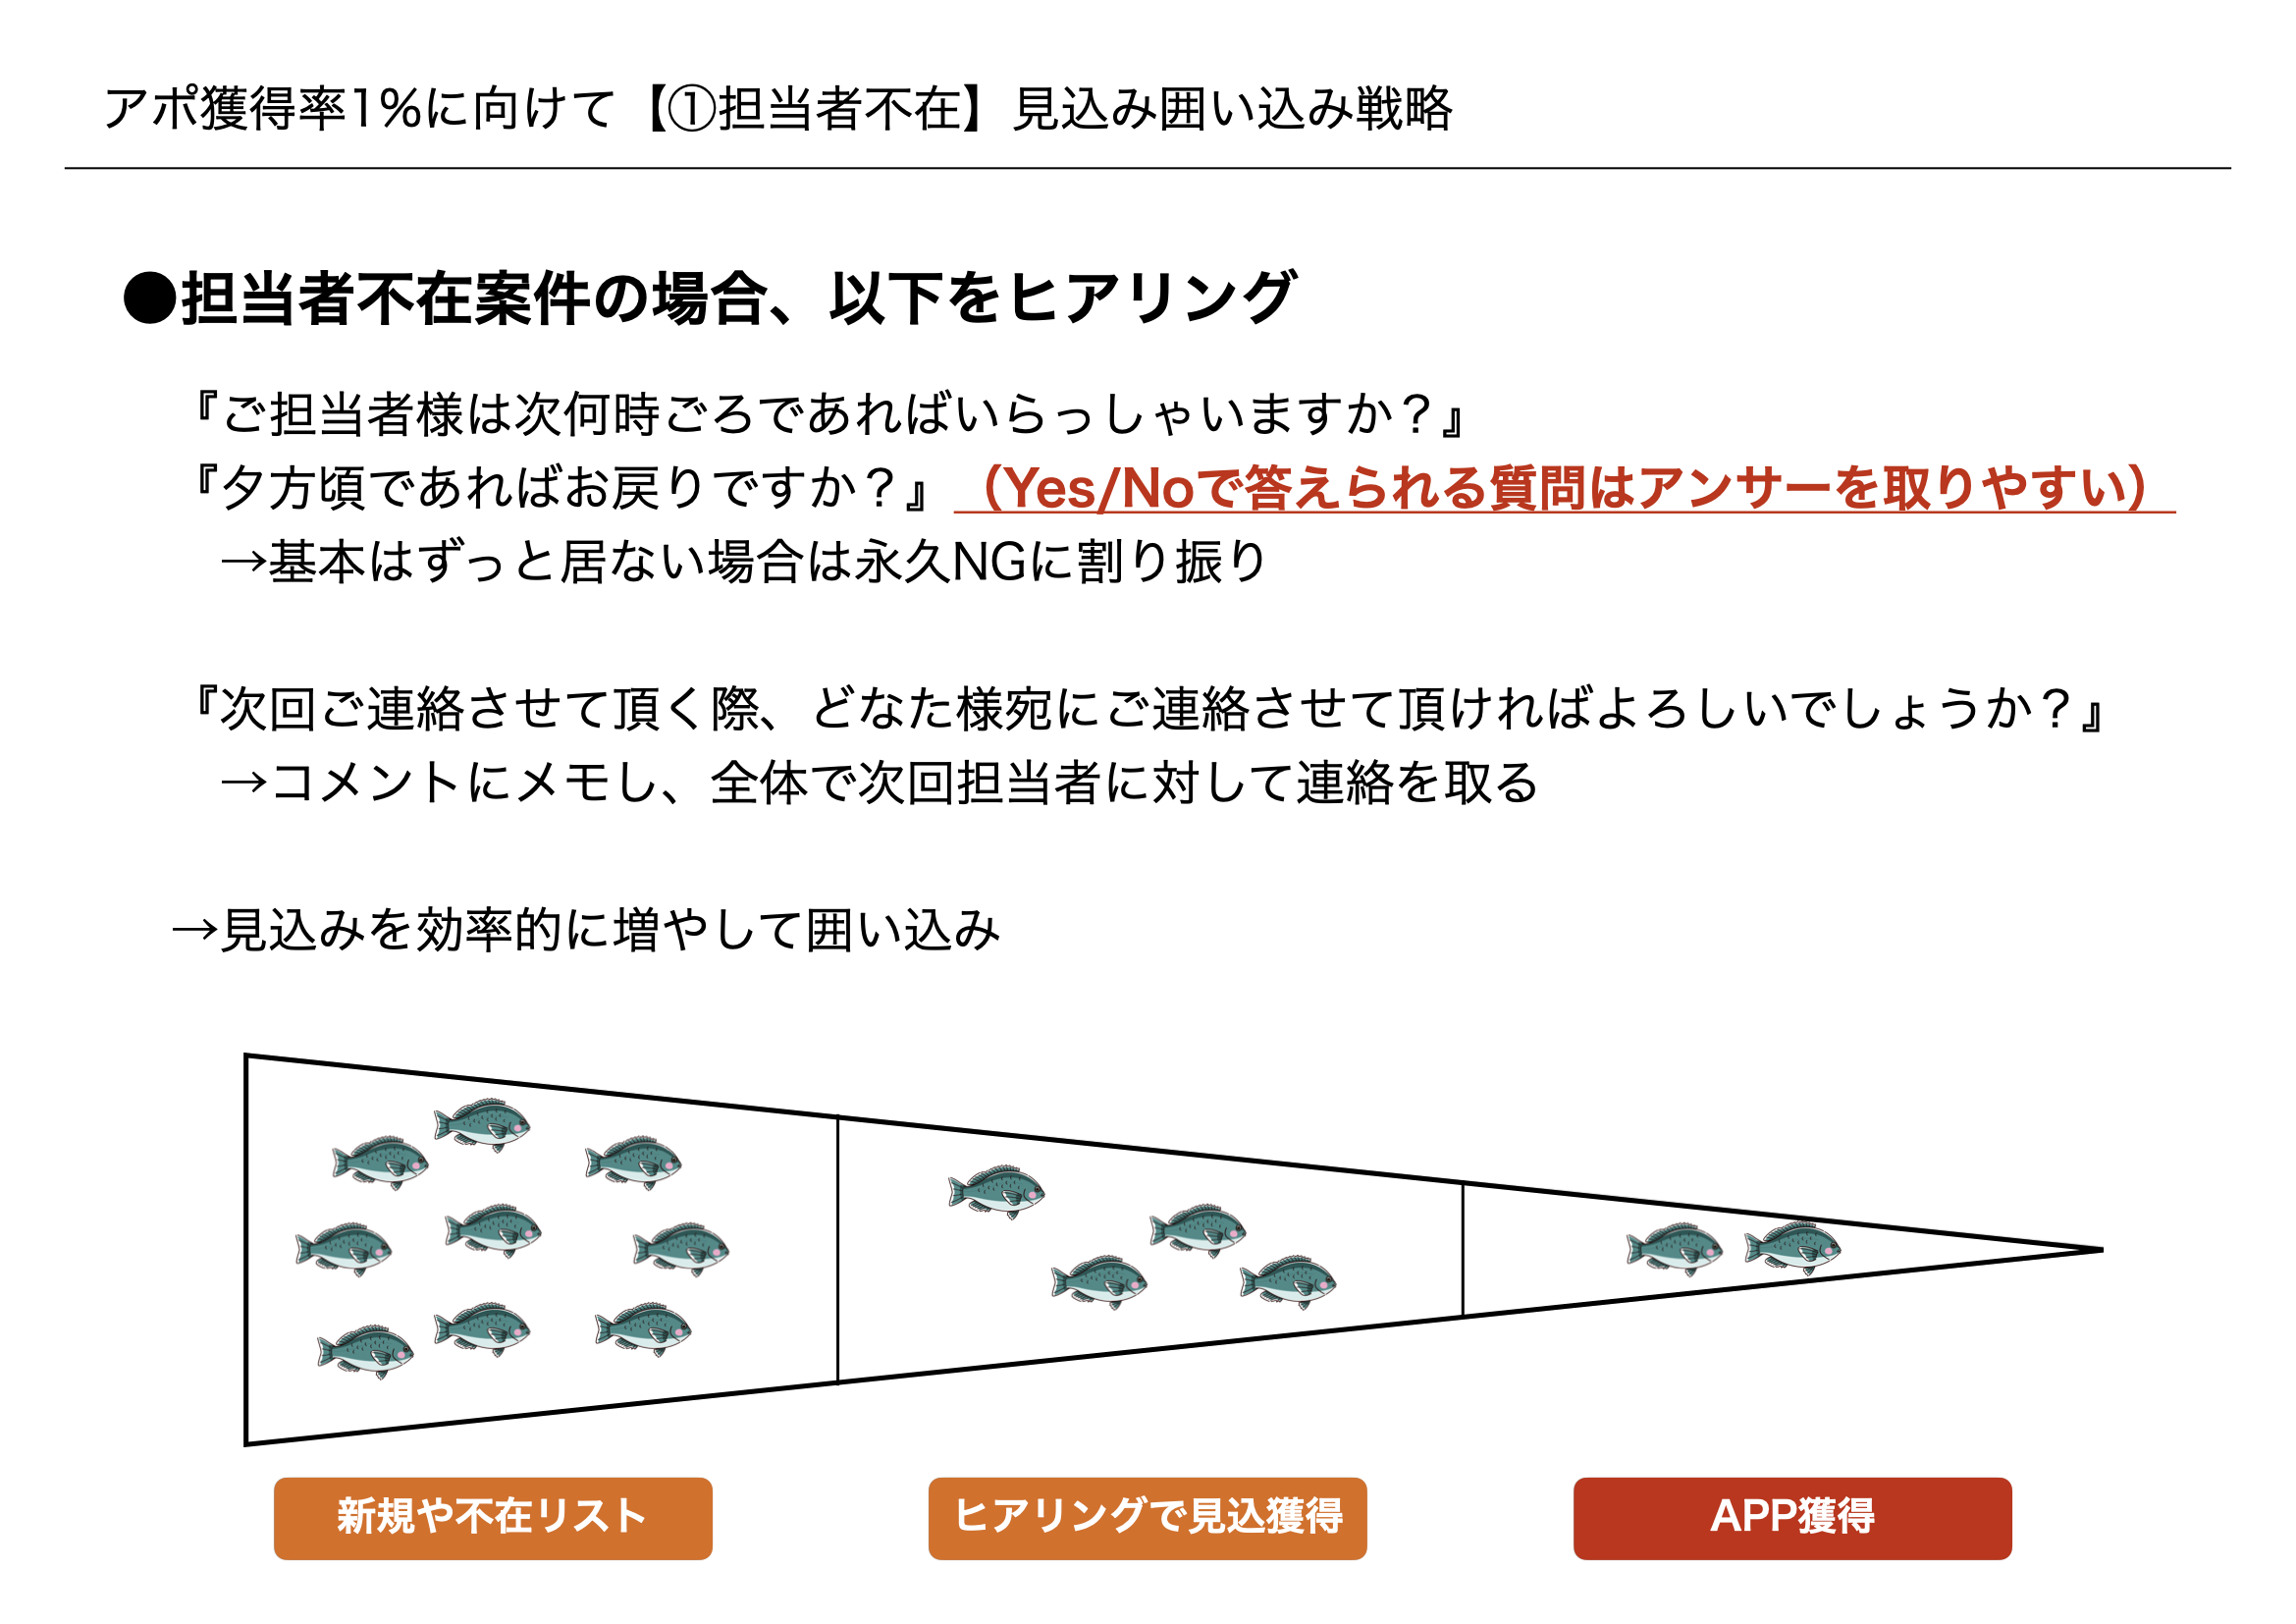 アポ獲得率1%に向けて【①担当者不在】見込み囲い込み戦略
●担当者不在案件の場合、以下をヒアリング
『ご担当者様は次何時ごろであればいらっしゃいますか？』
『夕方頃であればお戻りですか？』（Yes/Noで答えられる質問はアンサーを取りやすい）
→基本はずっと居ない場合は永久NGに割り振り
『次回ご連絡させて頂く際、どなた様宛にご連絡させて頂ければよろしいでしょうか？』
→コメントにメモし、全体で次回担当者に対して連絡を取る
→見込みを効率的に増やして囲い込み
新規や不在リスト
ヒアリングで見込獲得
APP獲得